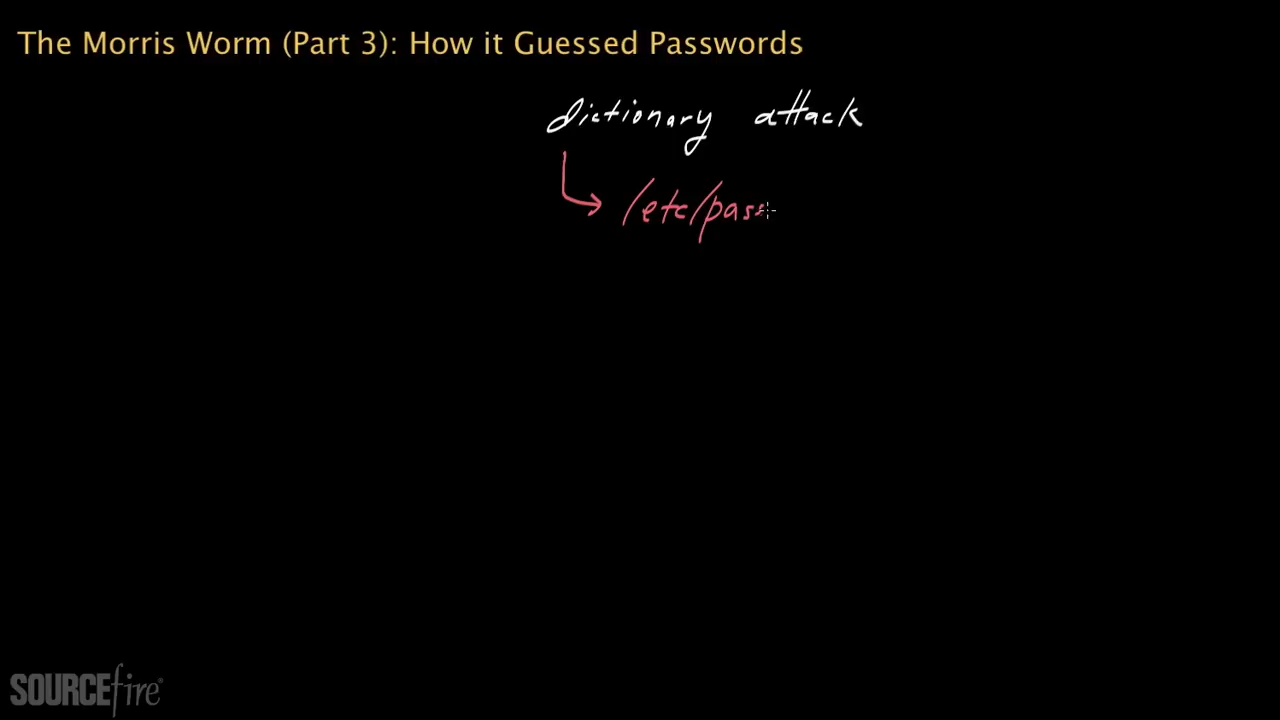 The Morris Worm (Part 3): How it Guessed Passwords
dictionary attack
/etc/pass
SOURCEfire®